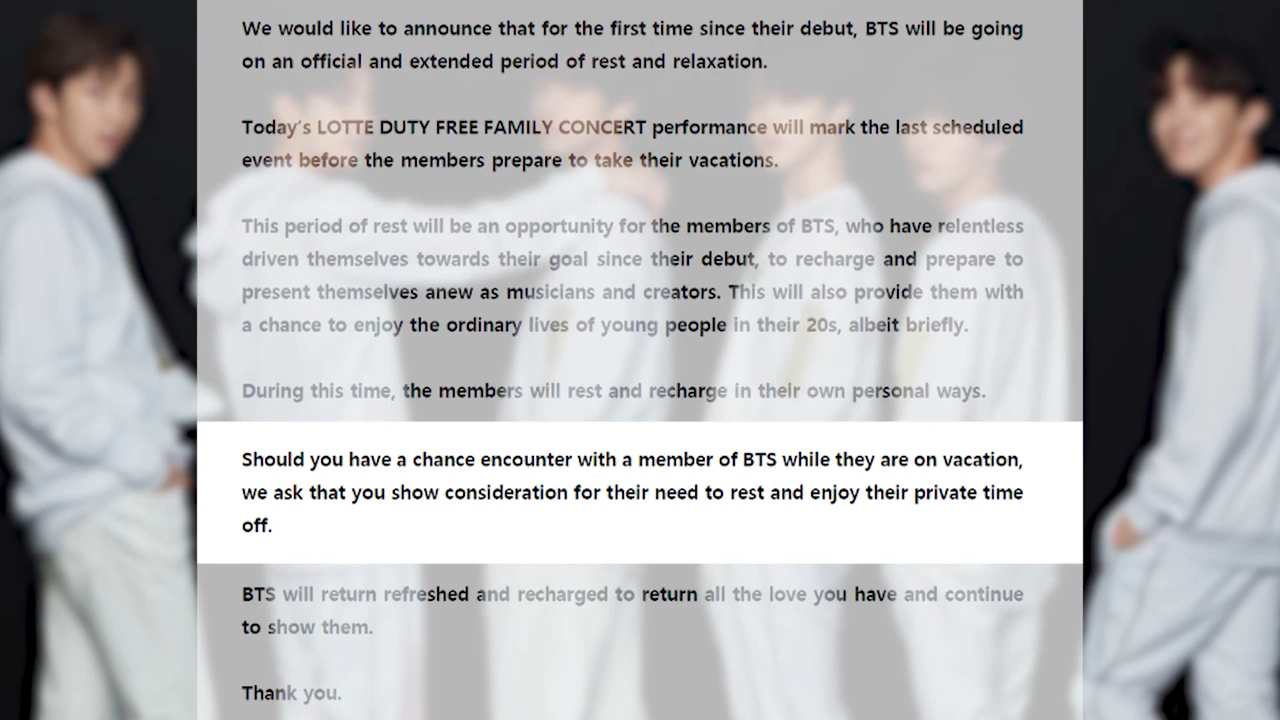 We would like to announce that for the first time since their debut, BTS will be going
on an official and extended period of rest and relaxation.
Today's LOTTE DUTY FREE FAMILY CONCERT performance will mark the last scheduled
event before the members prepare to take their vacations.
This period of rest will be an opportunity for the members of BTS, who have relentless
driven themselves towards their goal since their debut, to recharge and prepare to
present themselves anew as musicians and creators. This will also provide them with
a chance to enjoy the ordinary lives of young people in their 20s, albeit briefly.
During this time, the members will rest and recharge in their own personal ways.
Should you have a chance encounter with a member of BTS while they are on vacation,
we ask that you show consideration for their need to rest and enjoy their private time
off.
BTS will return refreshed and recharged to return all the love you have and continue
to show them.
Thank you.